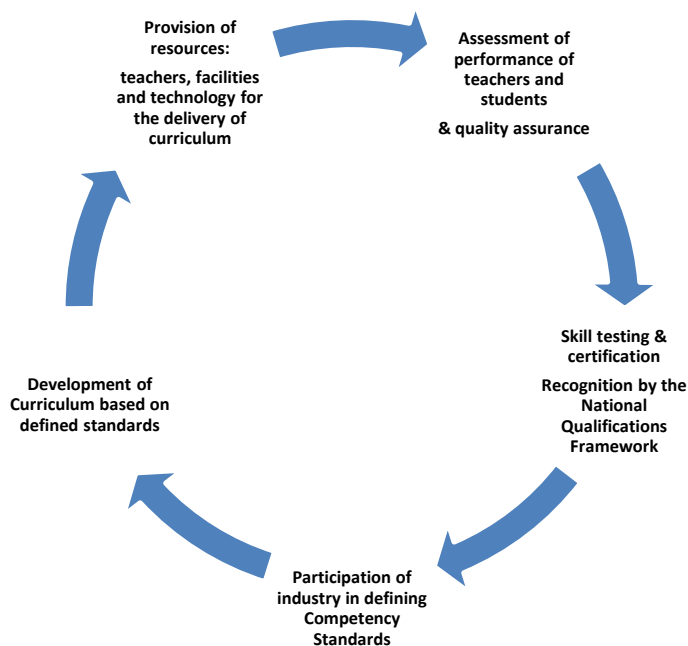 Provision of
resources:
teachers, facilities
and technology for
the delivery of
curriculum
Assessment of
performance of
teachers and
students
& quality assurance
Skill testing &
certification
Recognition by the
National
Qualifications
Framework
Participation of
industry in defining
Competency
Standards
Development of
Curriculum based on
defined standards